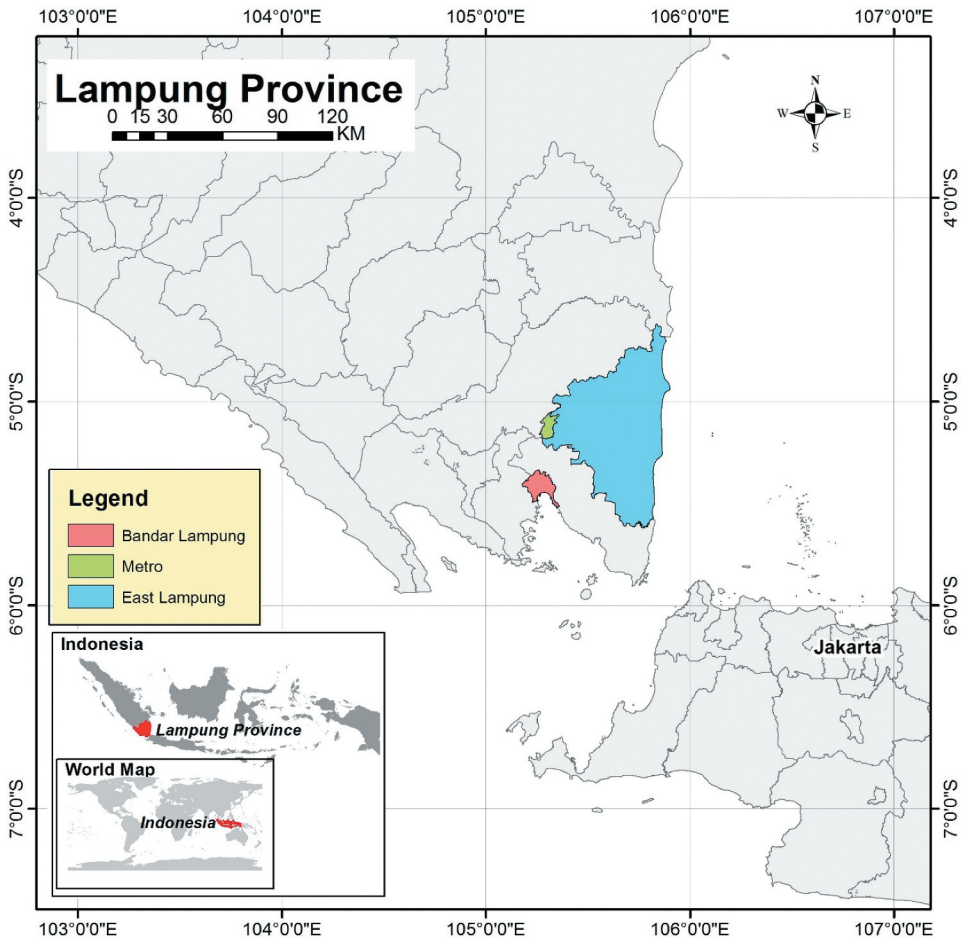 103°0'0"E 104°0'0"E 105°0'0"E 106°0'0"E 107°0'0"E
Lampung Province
0 15 30 60 90 120
KM
N
W E
S
4°0'0"S 4°0'0"S
5°0'0"S 5°0'0"S
Legend
Bandar Lampung
Metro
East Lampung
6°0'0"S 6°0'0"S
Jakarta
Indonesia
Lampung Province
World Map
Indonesia
7°0'0"S 7°0'0"S
103°0'0"E 104°0'0"E 105°0'0"E 106°0'0"E 107°0'0"E